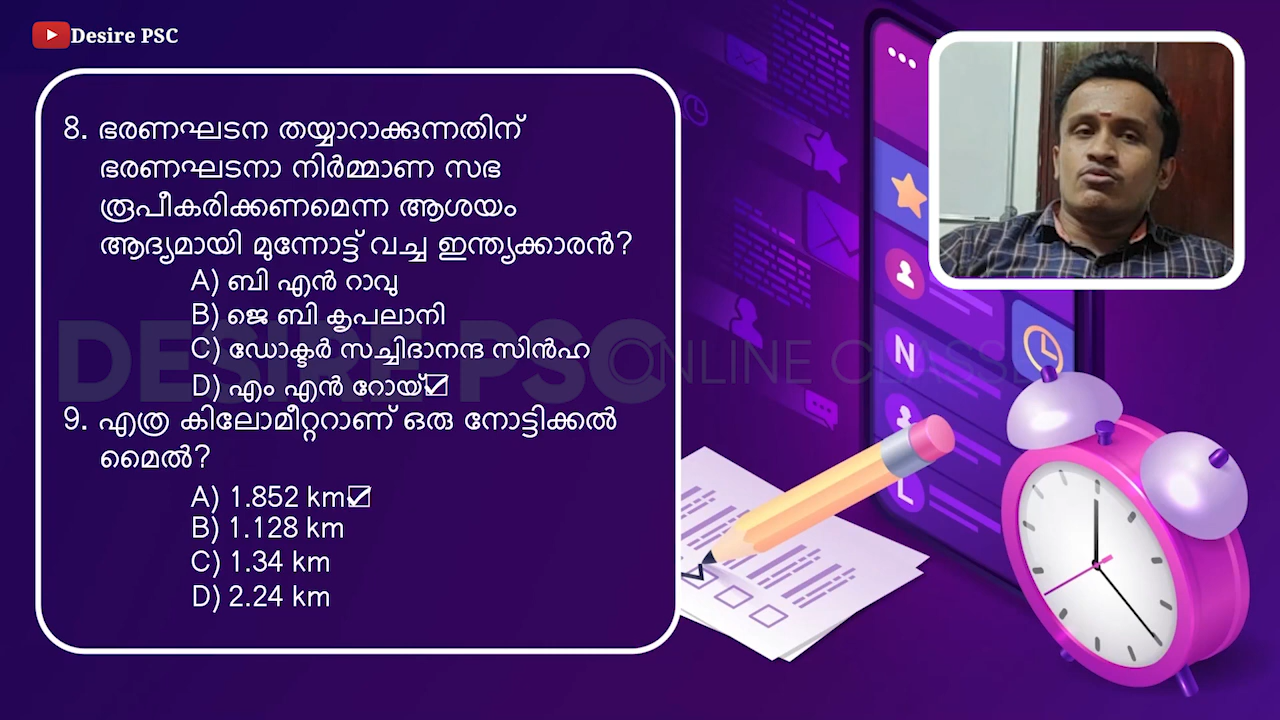 Desire PSC
8. ഭരണഘടന തയ്യാറാക്കുന്നതിന്
ഭരണഘടനാ നിർമ്മാണ സഭ
രൂപീകരിക്കണമെന്ന ആശയം
ആദ്യമായി മുന്നോട്ട് വച്ച ഇന്ത്യക്കാരൻ?
A) ബി എൻ റാവു
B) ജെ ബി കൃപലാനി
C) ഡോക്ടർ സച്ചിദാനന്ദ സിൻഹ
D) എം എൻ റോയ്☑
9. എത്ര കിലോമീറ്ററാണ് ഒരു നോട്ടിക്കൽ
മൈൽ?
A) 1.852 km☑
B) 1.128 km
C) 1.34 km
D) 2.24 km
DESIRE PSC ONLINE CLASSE
N
L